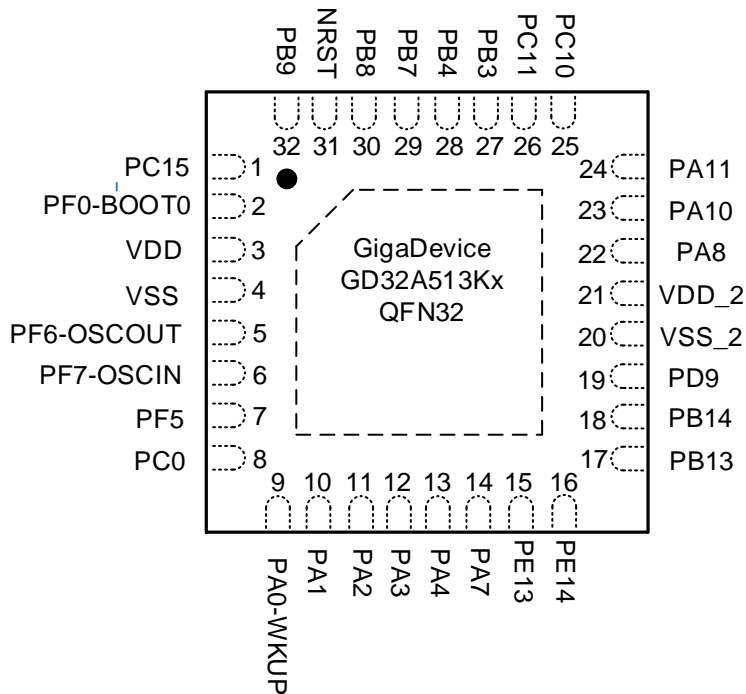 PB9
NRST
PB8
PB7
PB4
PB3
PC11
PC10
32
31
30
29
28
27
26
25
PC15 1
PF0-BOOT0 2
VDD 3
VSS 4
PF6-OSCOUT 5
PF7-OSCIN 6
PF5 7
PC0 8
GigaDevice
GD32A513Kx
QFN32
24 PA11
23 PA10
22 PA8
21 VDD_2
20 VSS_2
19 PD9
18 PB14
17 PB13
9
10
11
12
13
14
15
16
PA0-WKUP
PA1
PA2
PA3
PA4
PA7
PE13
PE14